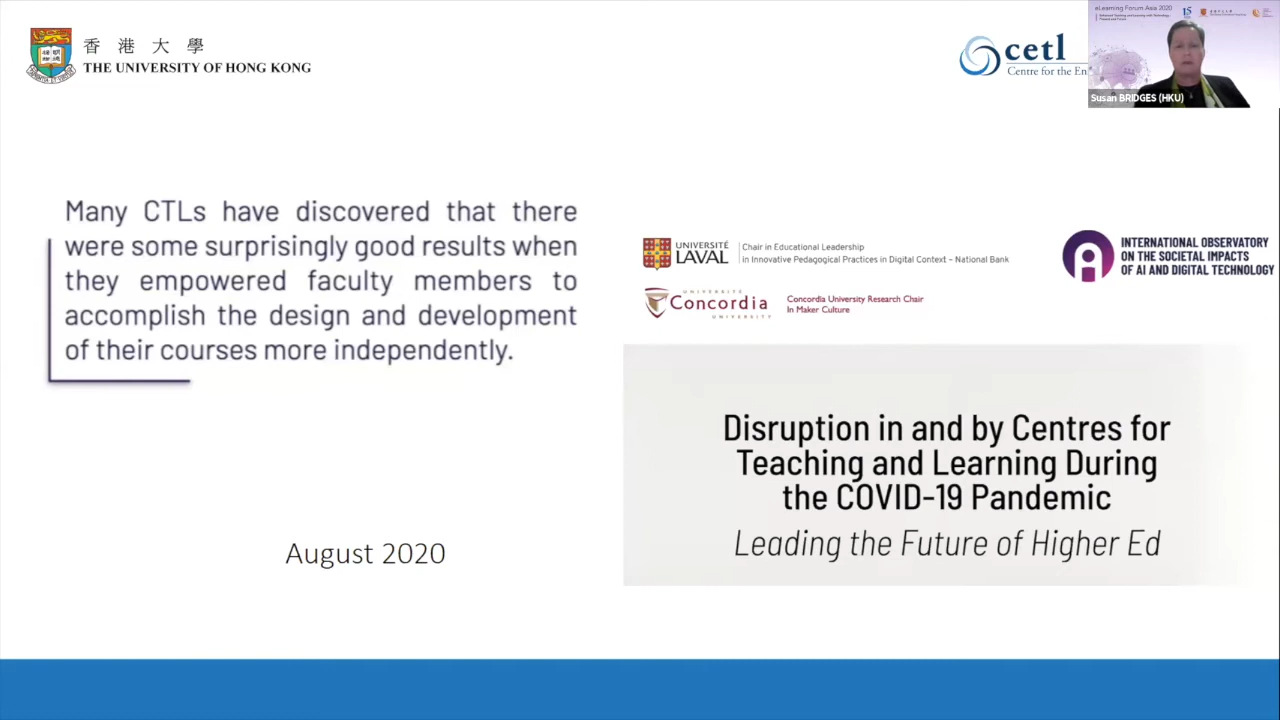 香港大學
THE UNIVERSITY OF HONG KONG
cetl
Centre for the En
eLearning Forum Asia 2020
Susan BRIDGES (HKU)
Many CTLs have discovered that there
were some surprisingly good results when
they empowered faculty members to
accomplish the design and development
of their courses more independently.
August 2020
UNIVERSITÉ
LAVAL
Chair in Educational Leadership
in Innovative Pedagogical Practices in Digital Context – National Bank
INTERNATIONAL OBSERVATORY
ON THE SOCIETAL IMPACTS
OF AI AND DIGITAL TECHNOLOGY
UNIVERSITÉ
Concordia
UNIVERSITY
Concordia University Research Chair
In Maker Culture
Disruption in and by Centres for
Teaching and Learning During
the COVID-19 Pandemic
Leading the Future of Higher Ed